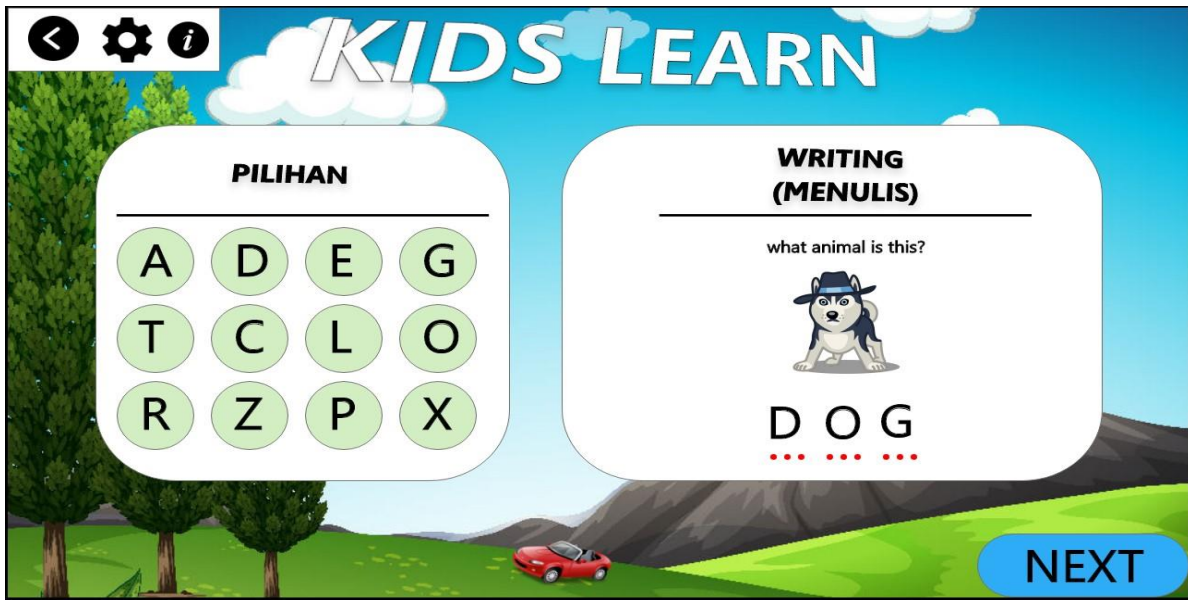 KIDS LEARN
PILIHAN
A D E G
T C L O
R Z P X
WRITING
(MENULIS)
what animal is this?
D O G
NEXT